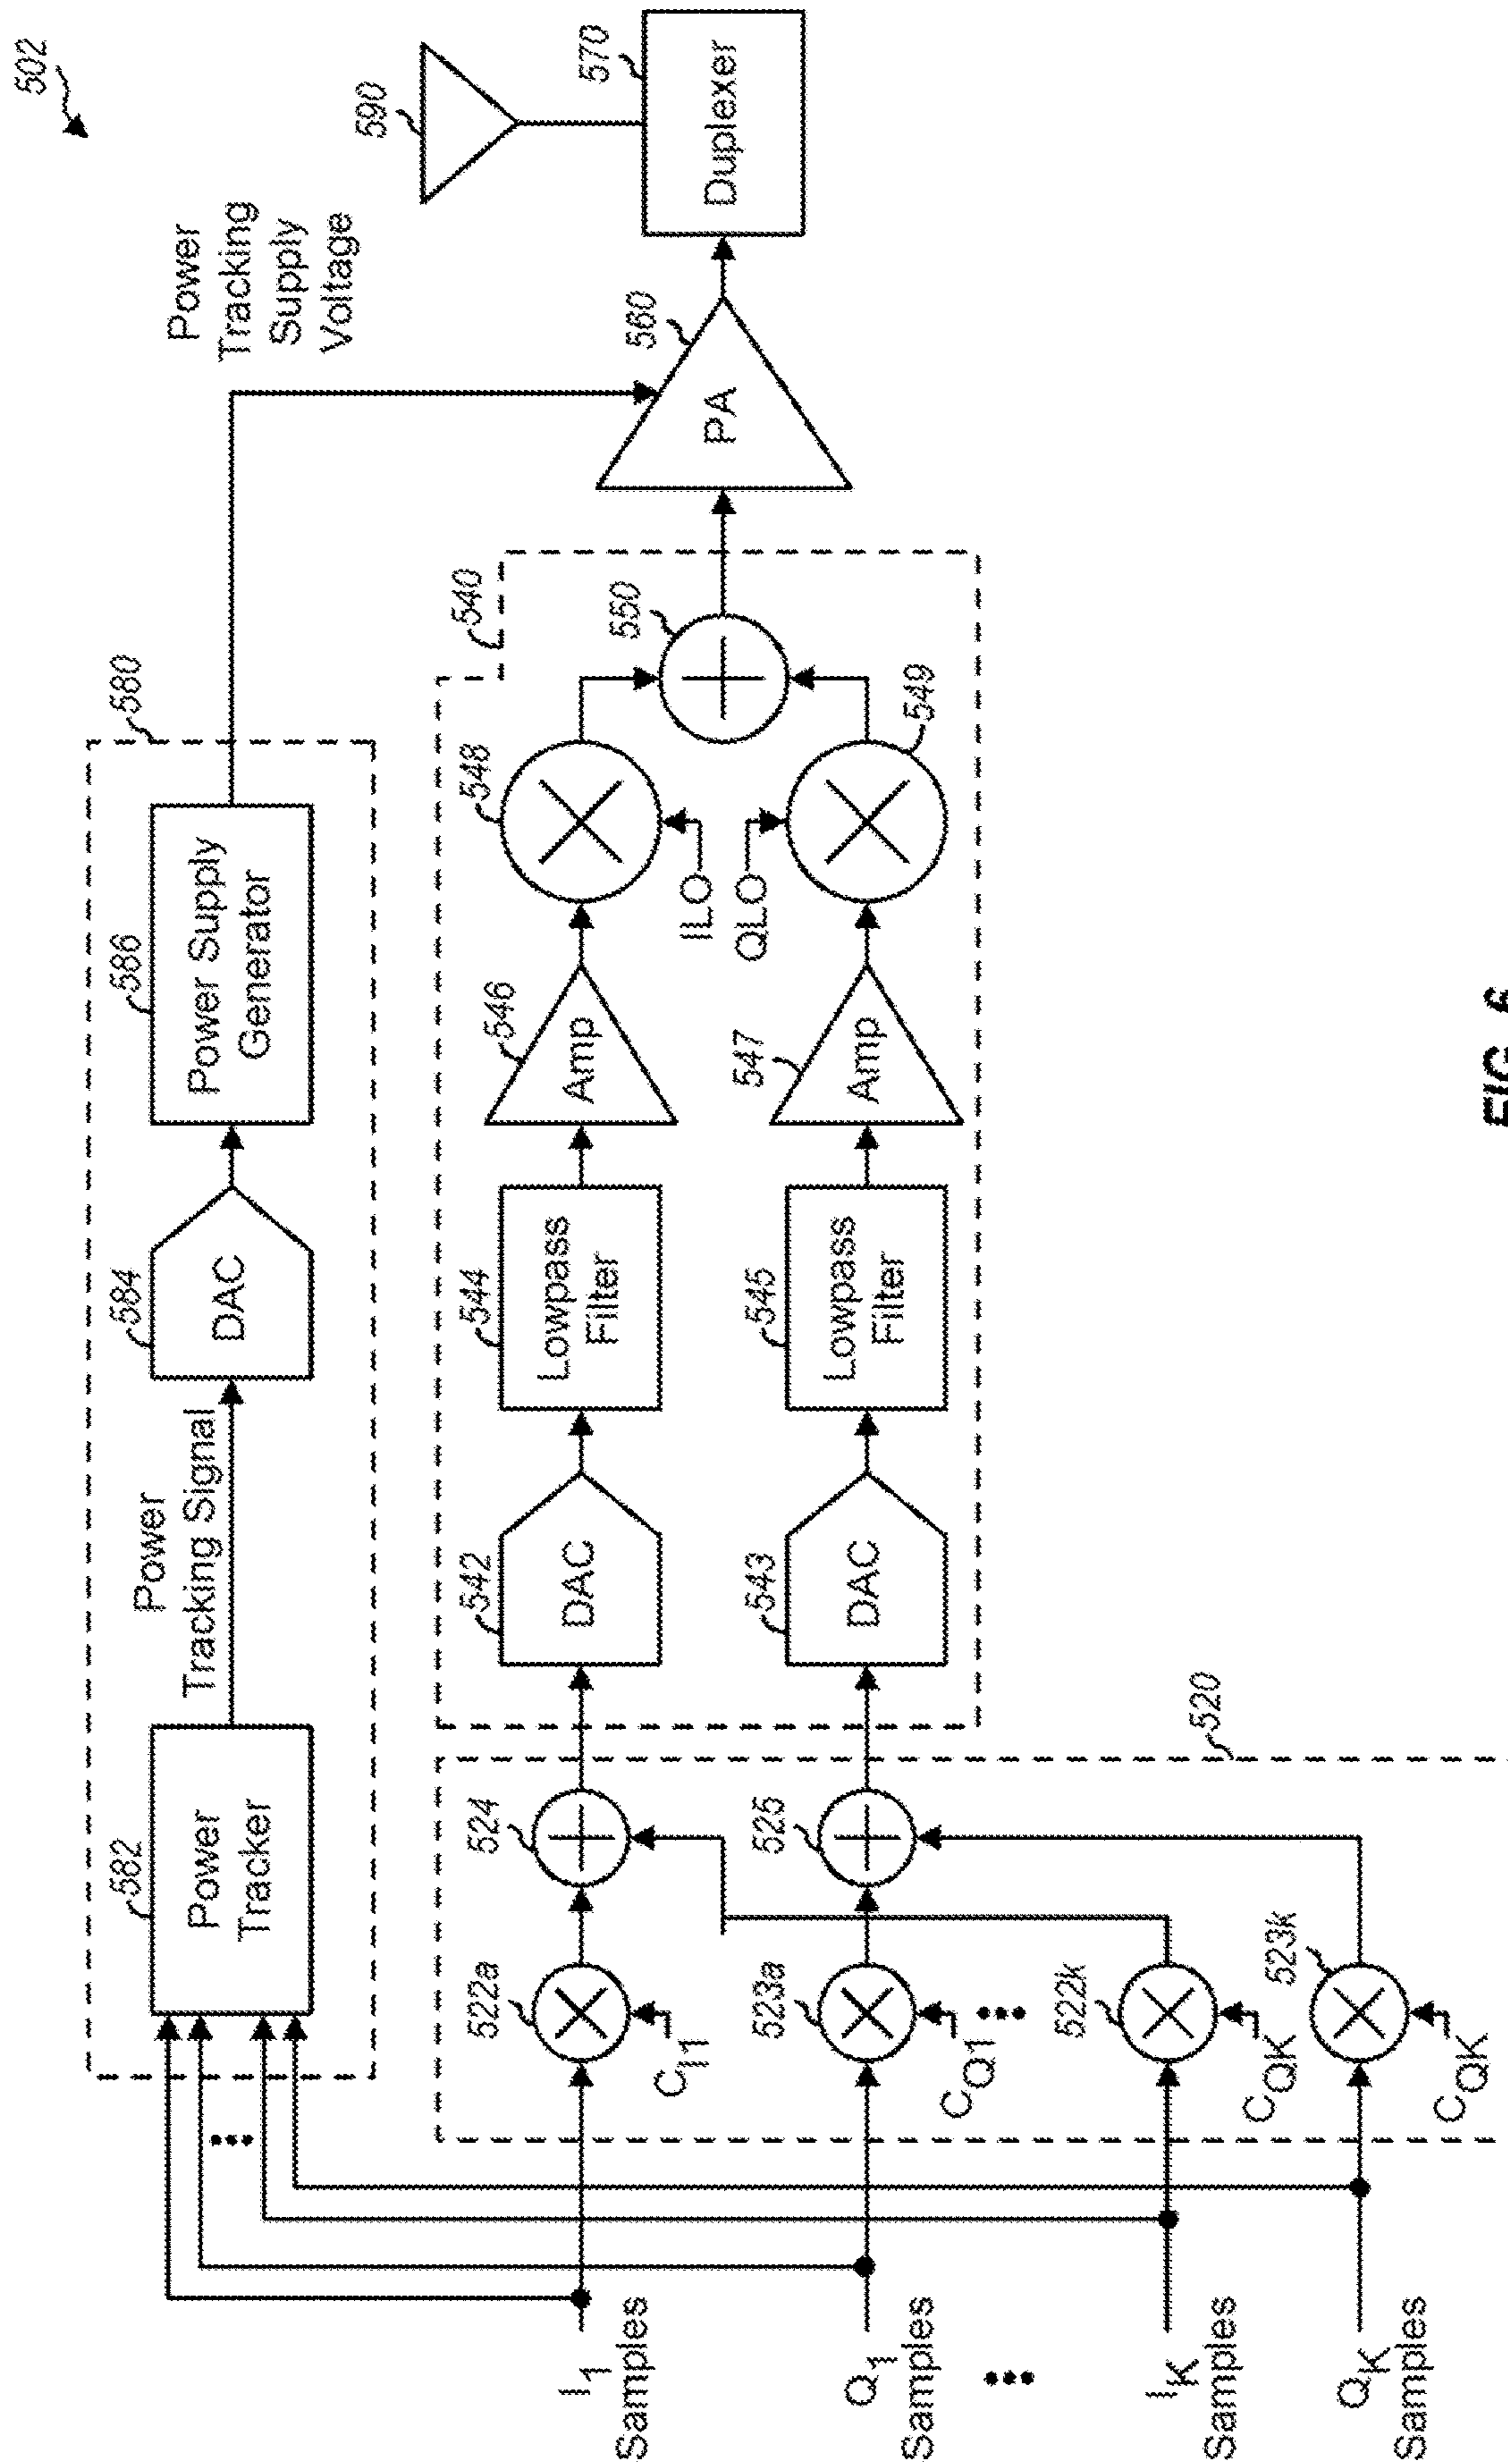 502
580
582
Power
Tracker
Power
Tracking Signal
584
DAC
586
Power Supply
Generator
Power
Tracking
Supply
Voltage
590
540
542
DAC
544
Lowpass
Filter
546
Amp
548
ILO
QLO
550
560
PA
570
Duplexer
543
DAC
545
Lowpass
Filter
547
Amp
549
520
I1
Samples
522a
CI1
524
Q1
Samples
523a
CQ1
525
IK
Samples
522k
CQK
QK
Samples
523k
CQK
FIG. 6